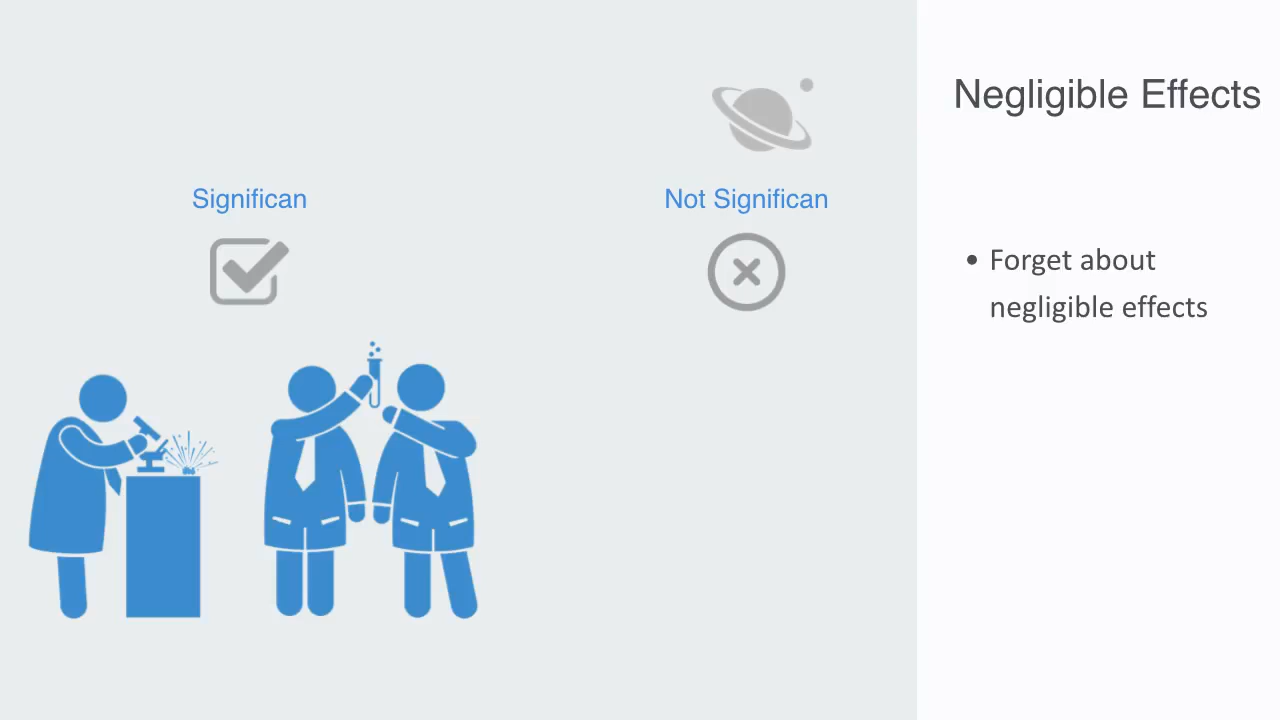 Negligible Effects
Significan
Not Significan
• Forget about
negligible effects